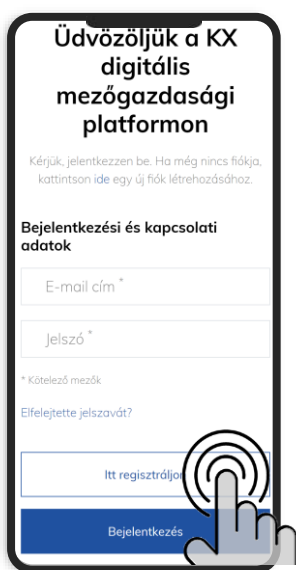 Üdvözöljük a KX
digitális
mezőgazdasági
platformon
Kérjük, jelentkezzen be. Ha még nincs fiókja,
kattintson ide egy új fiók létrehozásához.
Bejelentkezési és kapcsolati
adatok
E-mail cím *
Jelszó *
* Kötelező mezők
Elfelejtette jelszavát?
Itt regisztráljon
Bejelentkezés